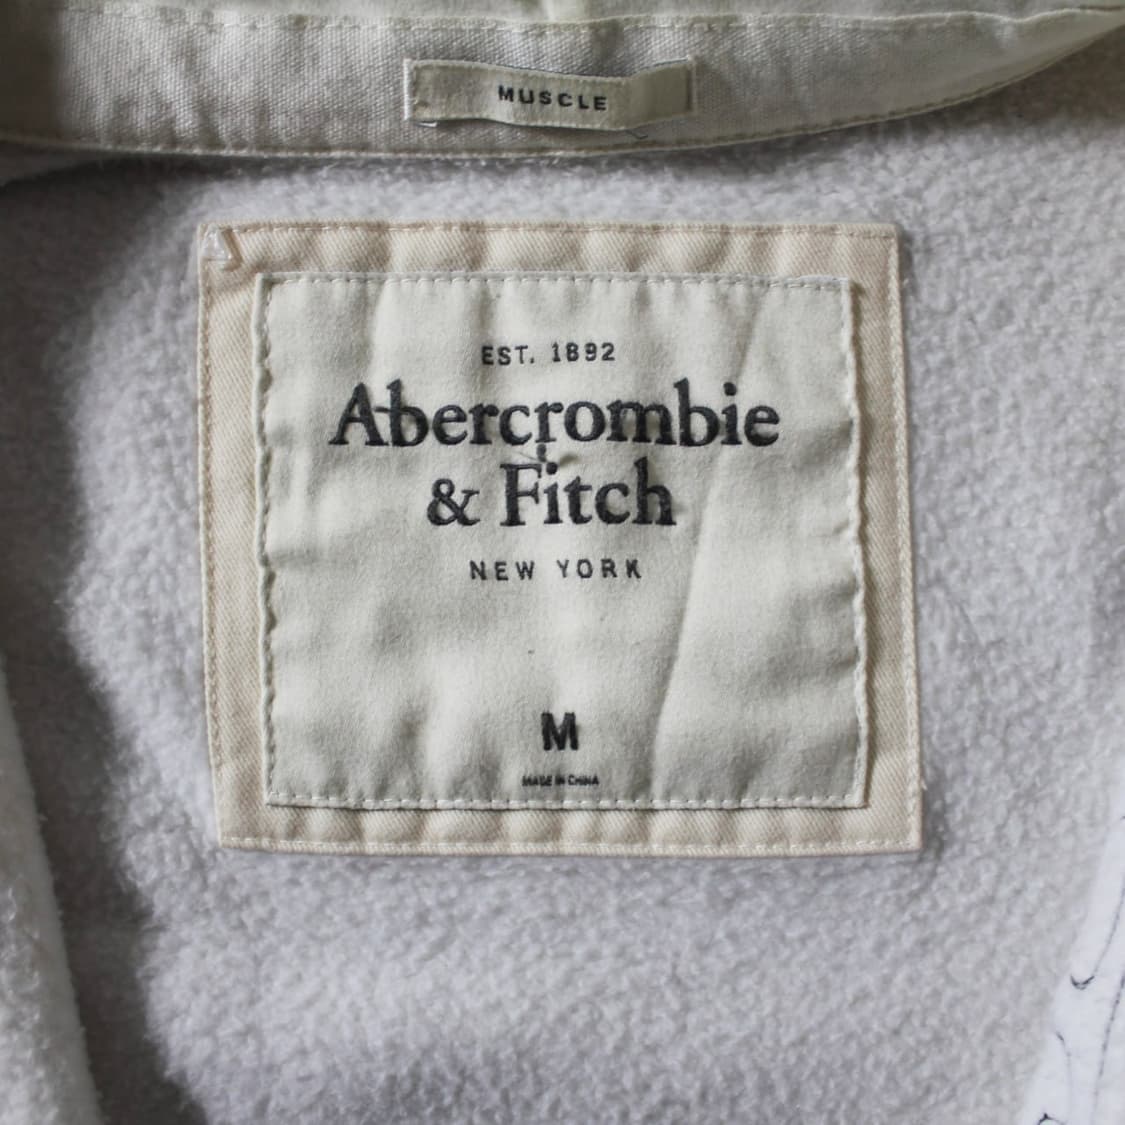 MUSCLE
EST. 1892
Abercrombie
& Fitch
NEW YORK
M
MADE IN CHINA